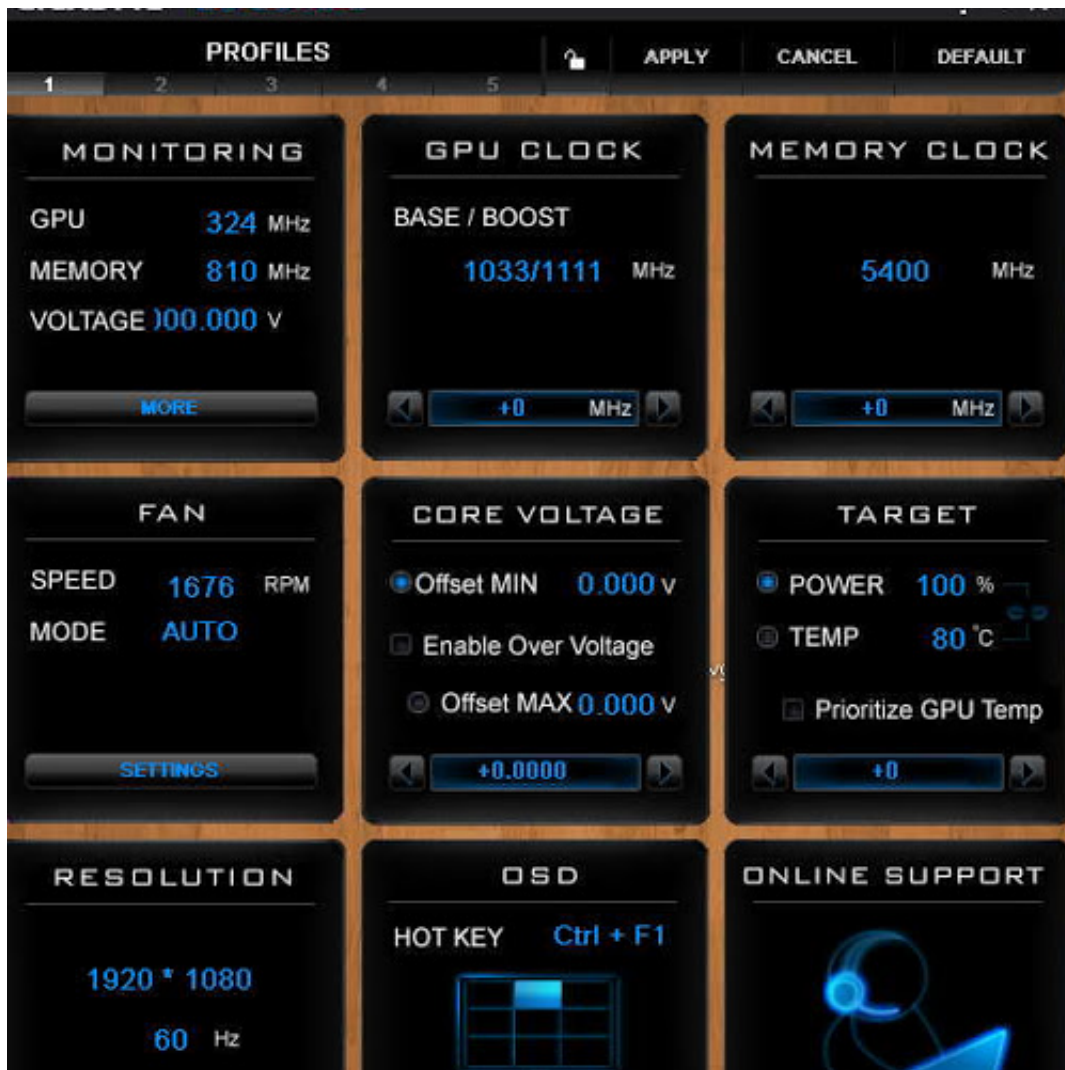 PROFILES
APPLY CANCEL DEFAULT
1 2 3 4 5
MONITORING
GPU 324 MHz
MEMORY 810 MHz
VOLTAGE 00.000 V
MORE
GPU CLOCK
BASE / BOOST
1033/1111 MHz
+0 MHz
MEMORY CLOCK
5400 MHz
+0 MHz
FAN
SPEED 1676 RPM
MODE AUTO
SETTINGS
CORE VOLTAGE
Offset MIN 0.000 v
Enable Over Voltage
Offset MAX 0.000 v
+0.0000
TARGET
POWER 100 %
TEMP 80 °C
Prioritize GPU Temp
+0
RESOLUTION
1920 * 1080
60 Hz
OSD
HOT KEY Ctrl + F1
ONLINE SUPPORT